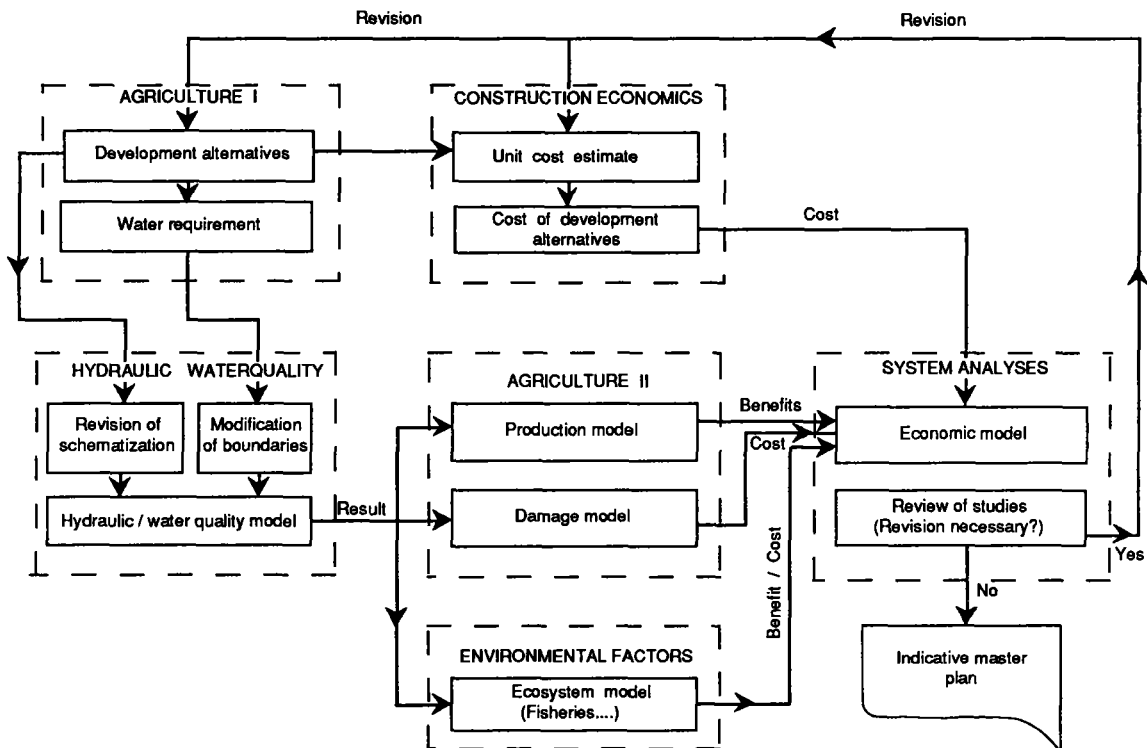 Revision
Revision
AGRICULTURE I
CONSTRUCTION ECONOMICS
Development alternatives
Unit cost estimate
Water requirement
Cost of development
alternatives
Cost
HYDRAULIC
WATERQUALITY
AGRICULTURE II
SYSTEM ANALYSES
Revision of
schematization
Modification
of boundaries
Production model
Benefits
Cost
Economic model
Hydraulic / water quality model
Result
Damage model
Review of studies
(Revision necessary?)
Yes
No
Benefit / Cost
ENVIRONMENTAL FACTORS
Ecosystem model
(Fisheries....)
Indicative master
plan